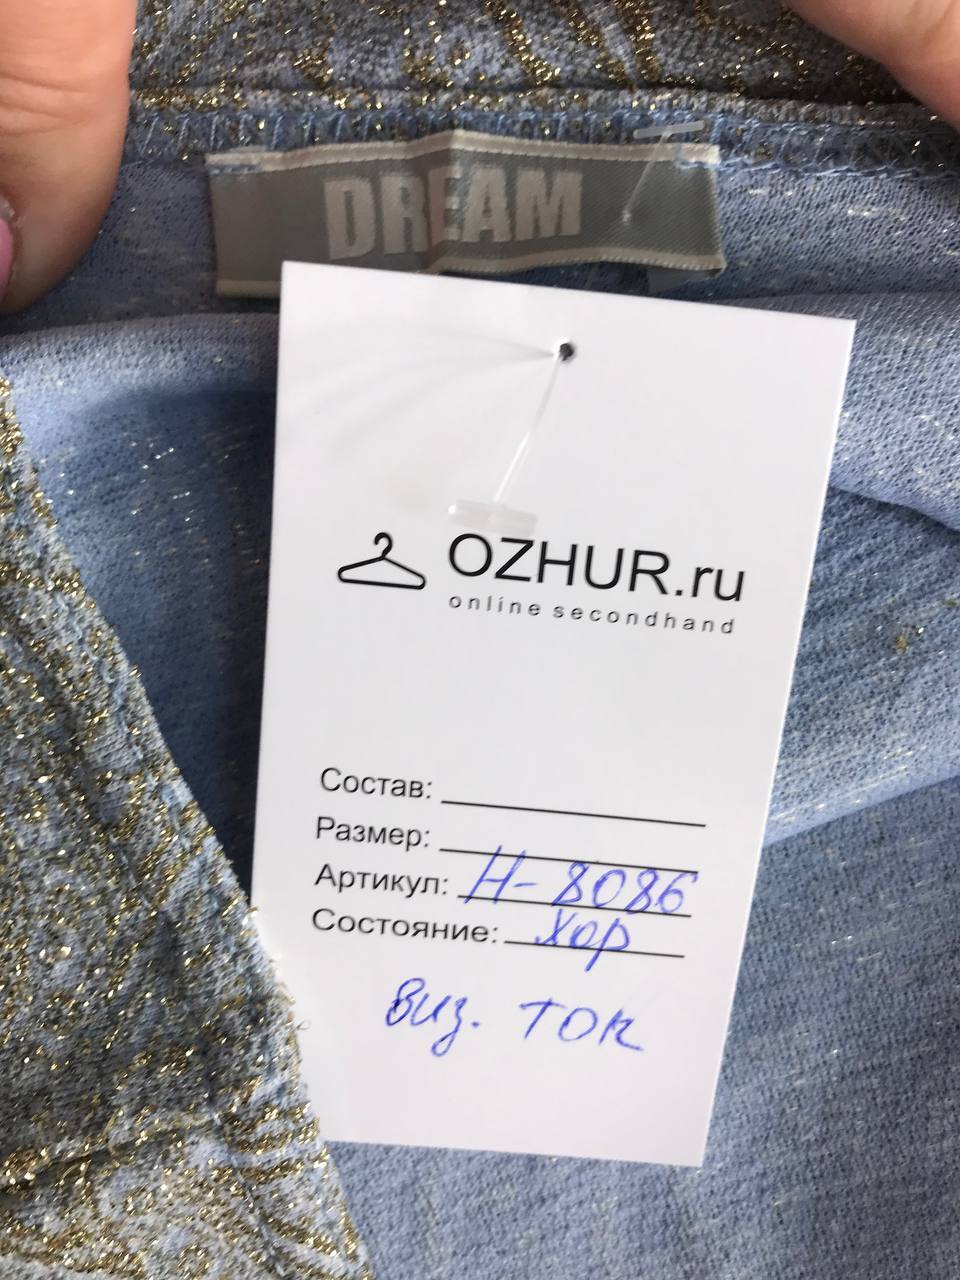 DREAM
OZHUR.ru
online secondhand
Состав:
Размер:
Артикул: Н-8086
Состояние: хор
виз. ток